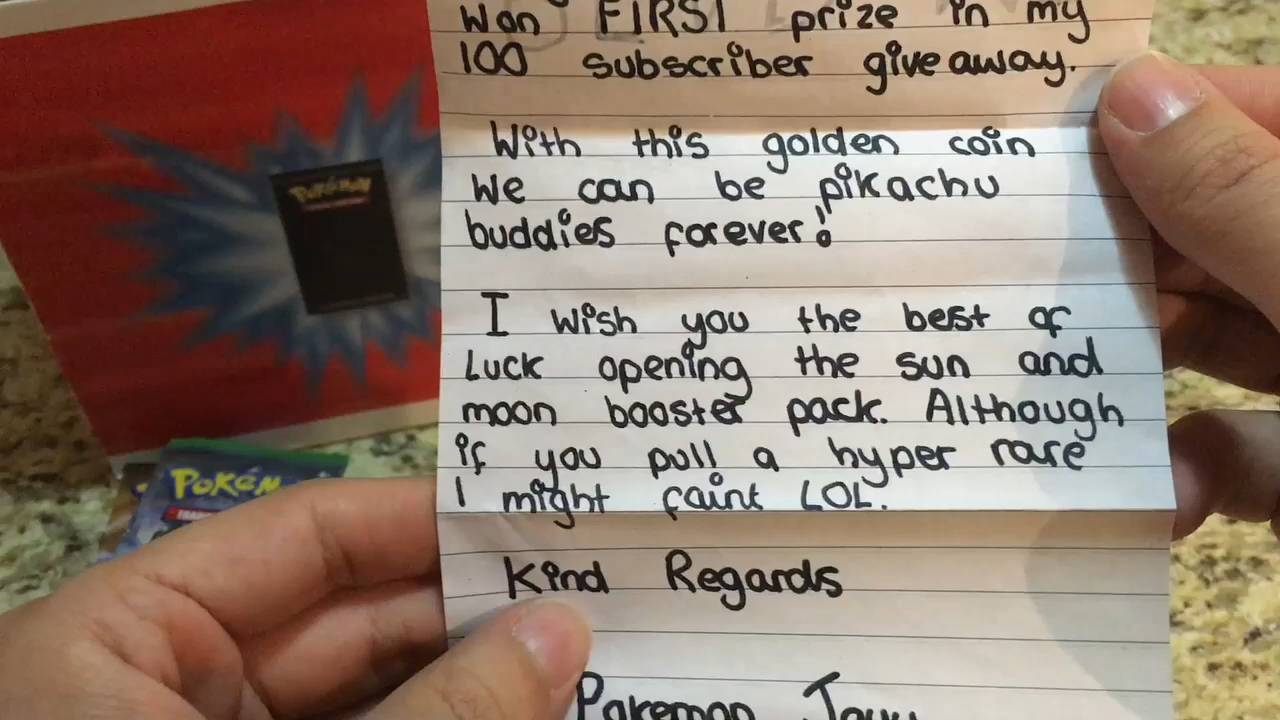 Won FIRST prize in my
100 subscriber giveaway.
With this golden coin
We can be pikachu
buddies forever!
I wish you the best of
Luck opening the sun and
moon booster pack. Although
if you pull a hyper rare
I might faint LOL.
Kind Regards
Pokemon
Pokémon
POKÉM